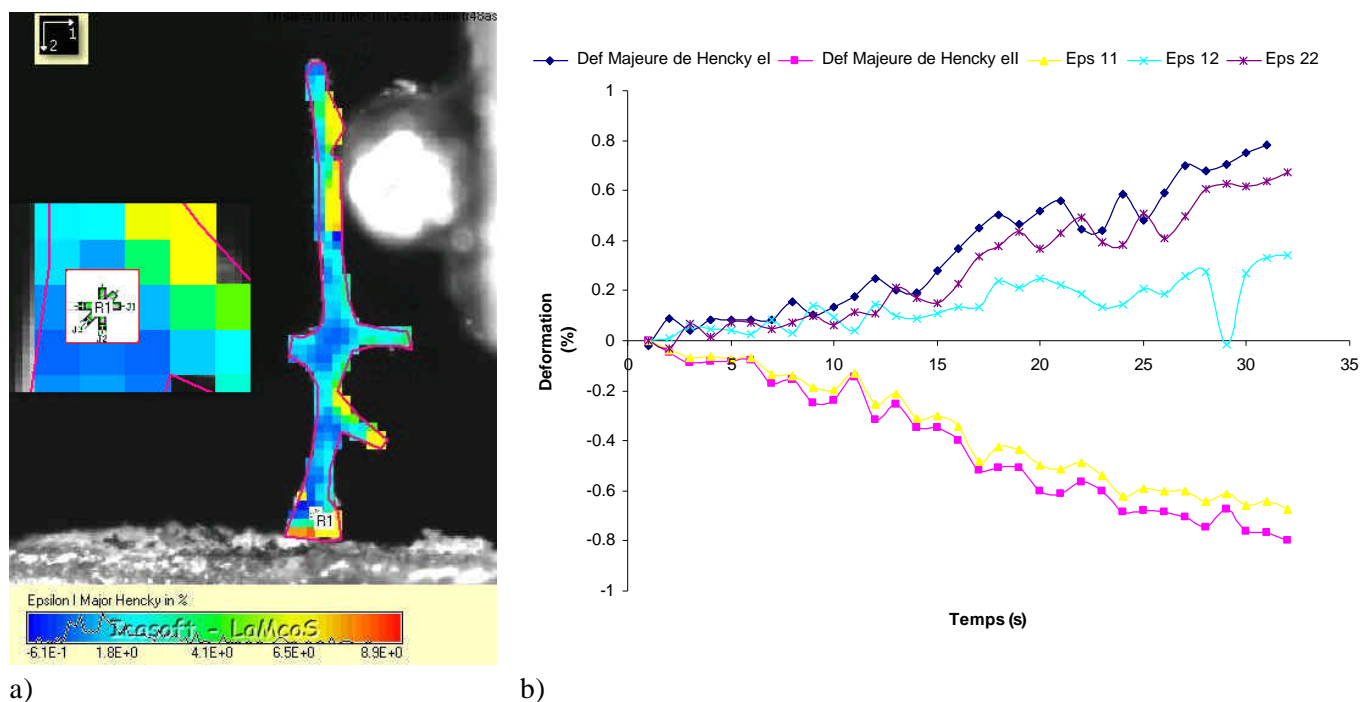 1
2
R1
J1
J2
R1
Epsilon I Major Hencky in %
Icasoft - LaMcoS
-6.1E-1 1.8E+0 4.1E+0 6.5E+0 8.9E+0
a)
Def Majeure de Hencky eI Def Majeure de Hencky eII Eps 11 Eps 12 Eps 22
1
0.8
0.6
0.4
0.2
0
-0.2
-0.4
-0.6
-0.8
-1
0 5 10 15 20 25 30 35
Deformation
(%)
Temps (s)
b)